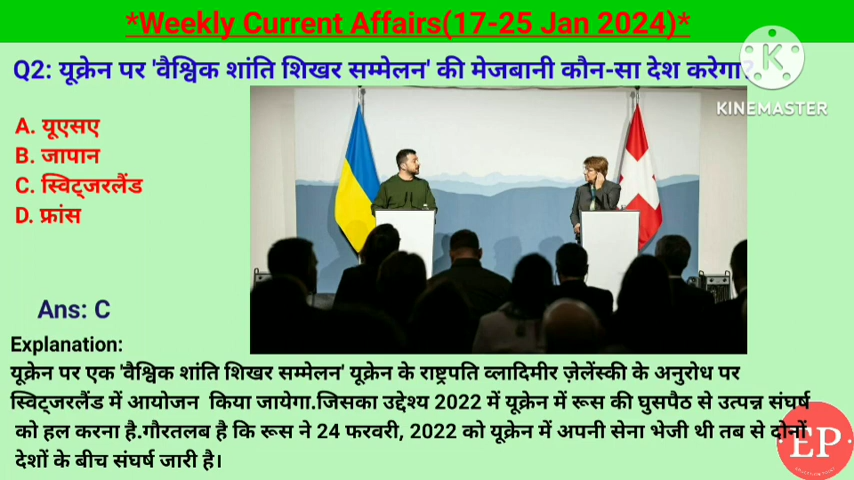 *Weekly Current Affairs(17-25 Jan 2024)*
Q2: यूक्रेन पर 'वैश्विक शांति शिखर सम्मेलन' की मेजबानी कौन-सा देश करेगा?
KINEMASTER
A. यूएसए
B. जापान
C. स्विट्जरलैंड
D. फ्रांस
Ans: C
Explanation:
यूक्रेन पर एक 'वैश्विक शांति शिखर सम्मेलन' यूक्रेन के राष्ट्रपति व्लादिमीर ज़ेलेंस्की के अनुरोध पर
स्विट्जरलैंड में आयोजन किया जायेगा.जिसका उद्देश्य 2022 में यूक्रेन में रूस की घुसपैठ से उत्पन्न संघर्ष
को हल करना है.गौरतलब है कि रूस ने 24 फरवरी, 2022 को यूक्रेन में अपनी सेना भेजी थी तब से दोनों
देशों के बीच संघर्ष जारी है।
EP